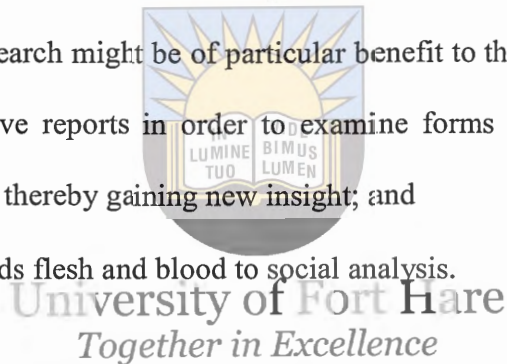 earch might be of particular benefit to th
ve reports in order to examine forms
IN DE
LUMINE BIMUS
TUO LUMEN
thereby gaining new insight; and
ds flesh and blood to social analysis.
University of Fort Hare
Together in Excellence